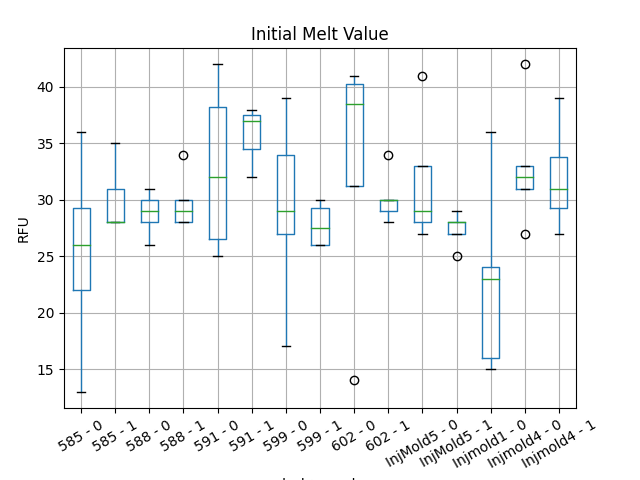 Initial Melt Value
RFU
40
35
30
25
20
15
585 - 0
585 - 1
588 - 0
588 - 1
591 - 0
591 - 1
599 - 0
599 - 1
602 - 0
602 - 1
InjMold5 - 0
InjMold5 - 1
Injmold1 - 0
Injmold4 - 0
Injmold4 - 1